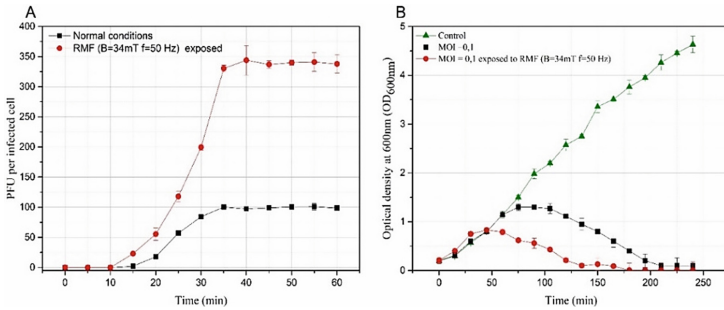 A
Normal conditions
RMF (B=34mT f=50 Hz) exposed
PFU per infected cell
400
350
300
250
200
150
100
50
0
0 10 20 30 40 50 60
Time (min)
B
Control
MOI =0,1
MOI = 0,1 exposed to RMF (B=34mT f=50 Hz)
Optical density at 600nm (OD600nm)
5
4
3
2
1
0
0 50 100 150 200 250
Time (min)